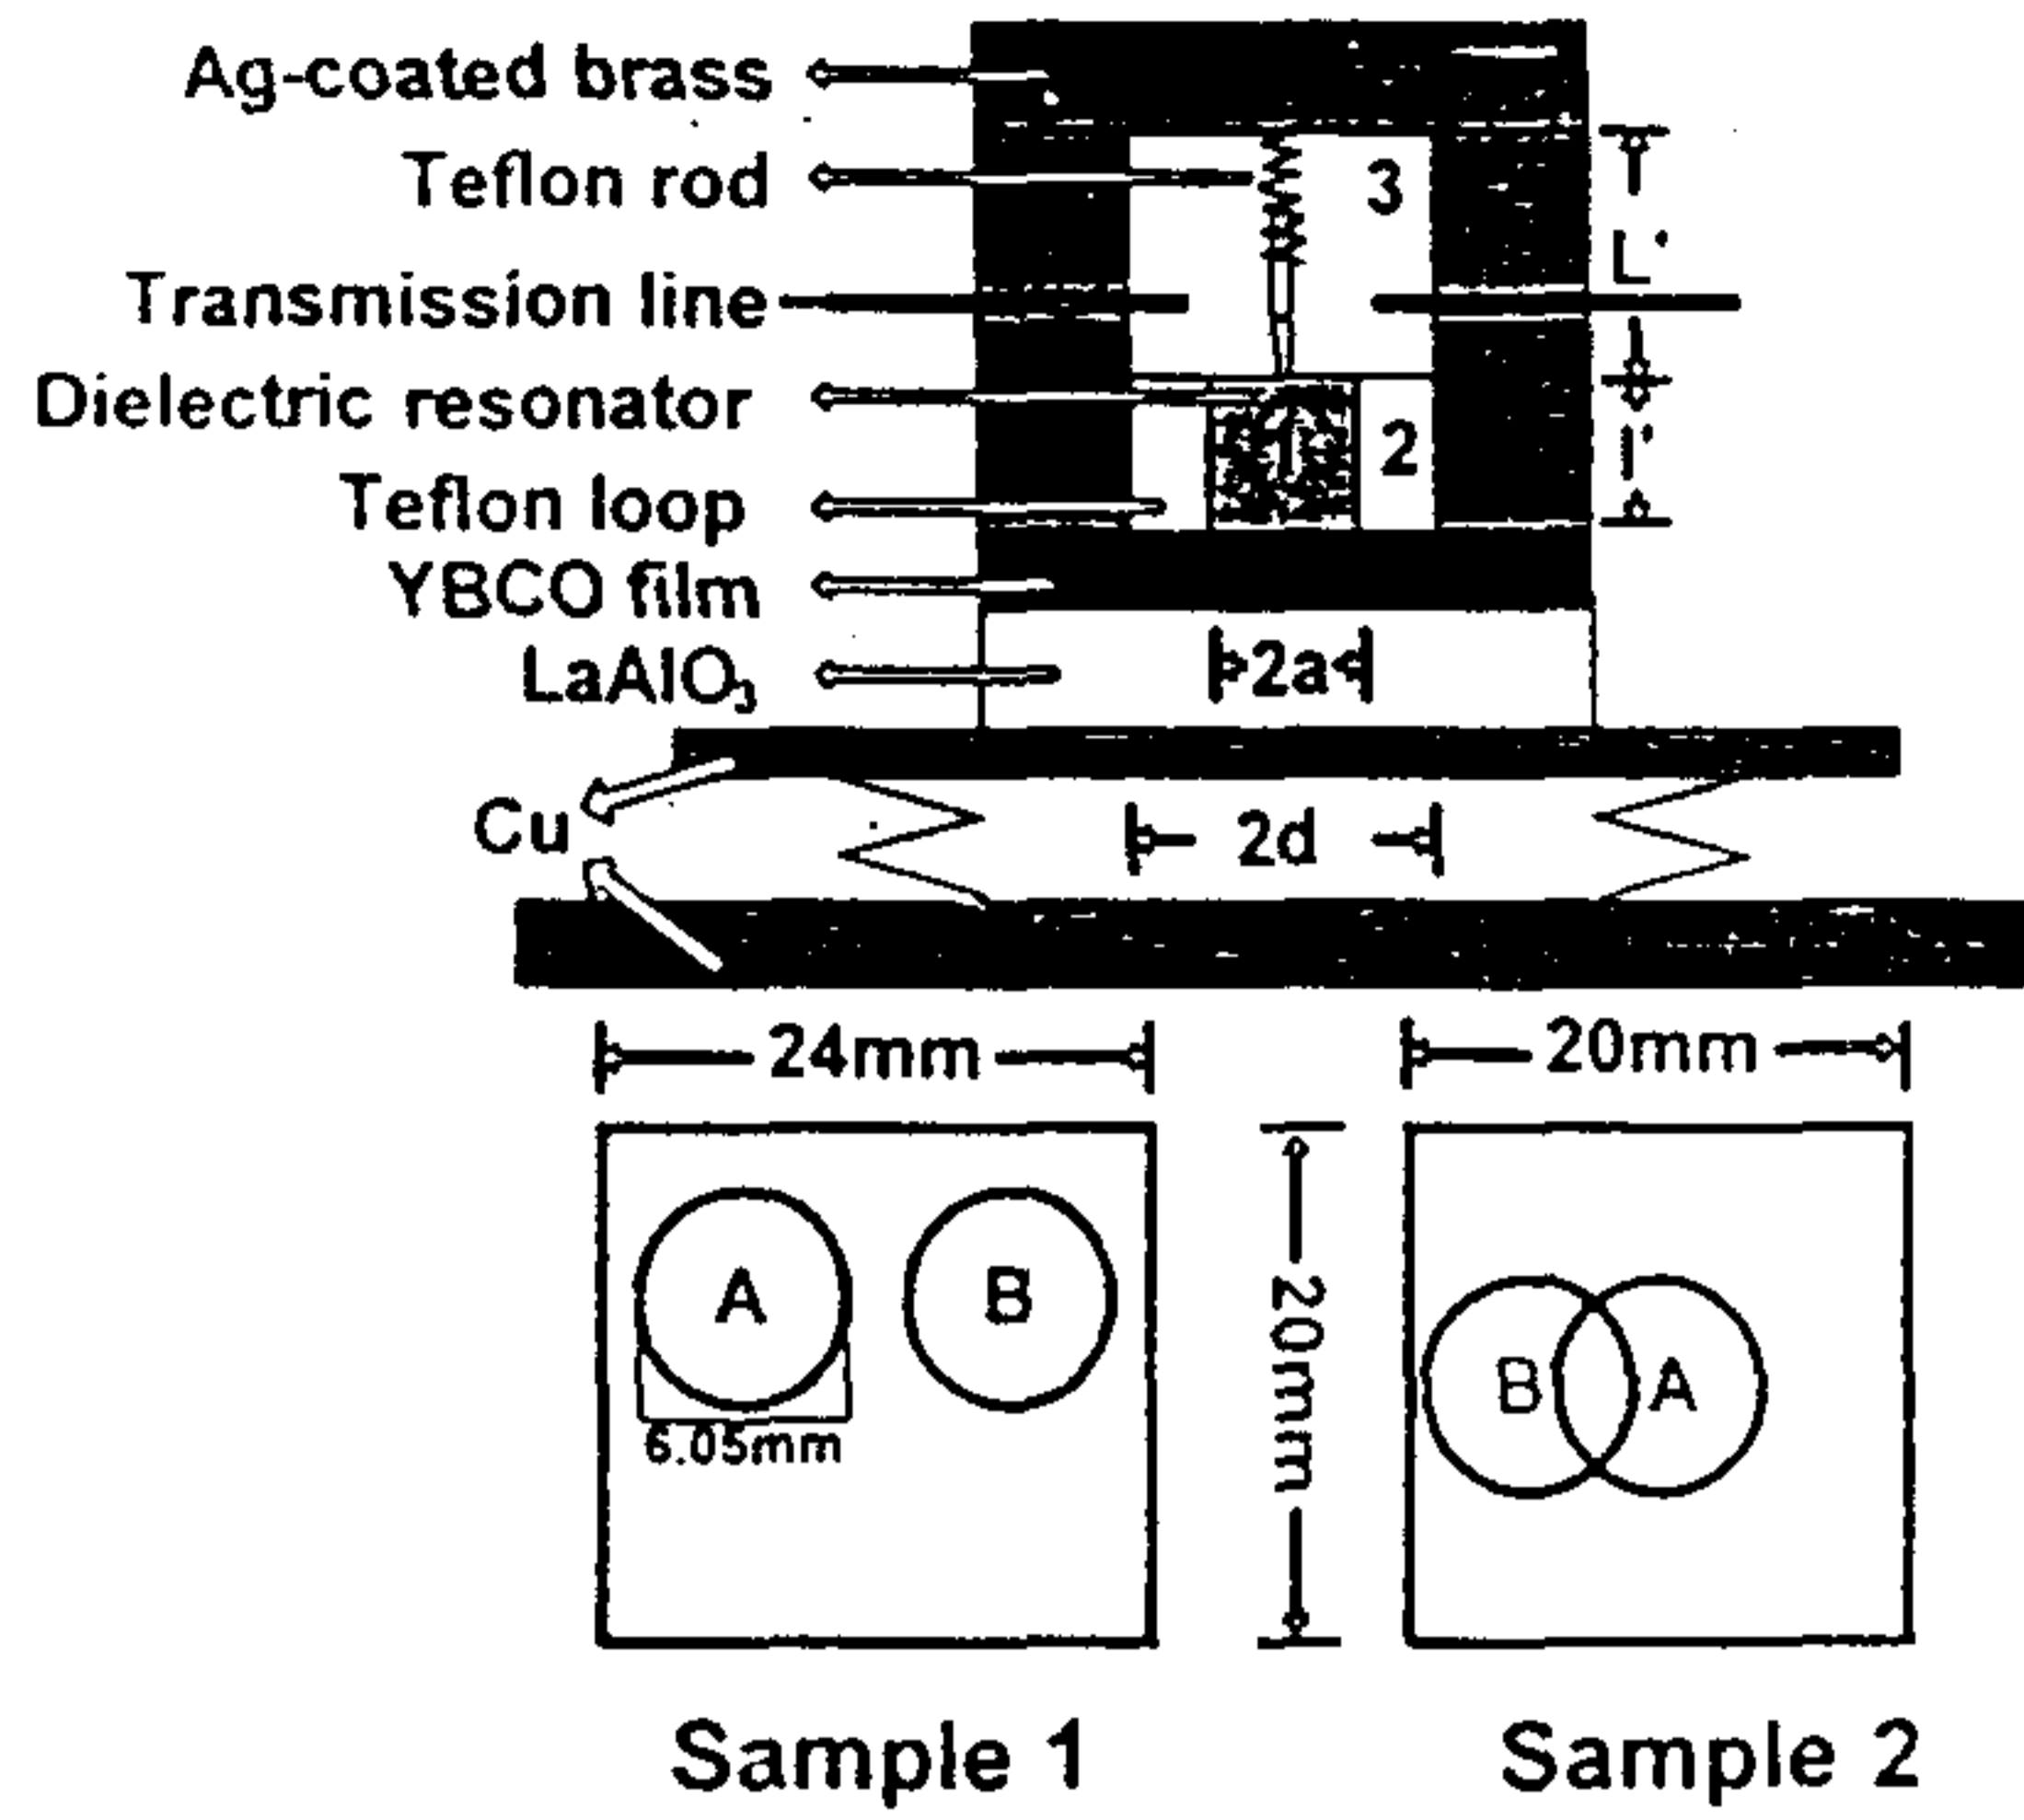 Ag-coated brass
Teflon rod
3
L'
Transmission line
Dielectric resonator
1
2
l'
Teflon loop
YBCO film
LaAlO₃
2a
Cu
2d
24mm
20mm
A
B
6.05mm
20mm
B
A
Sample 1
Sample 2